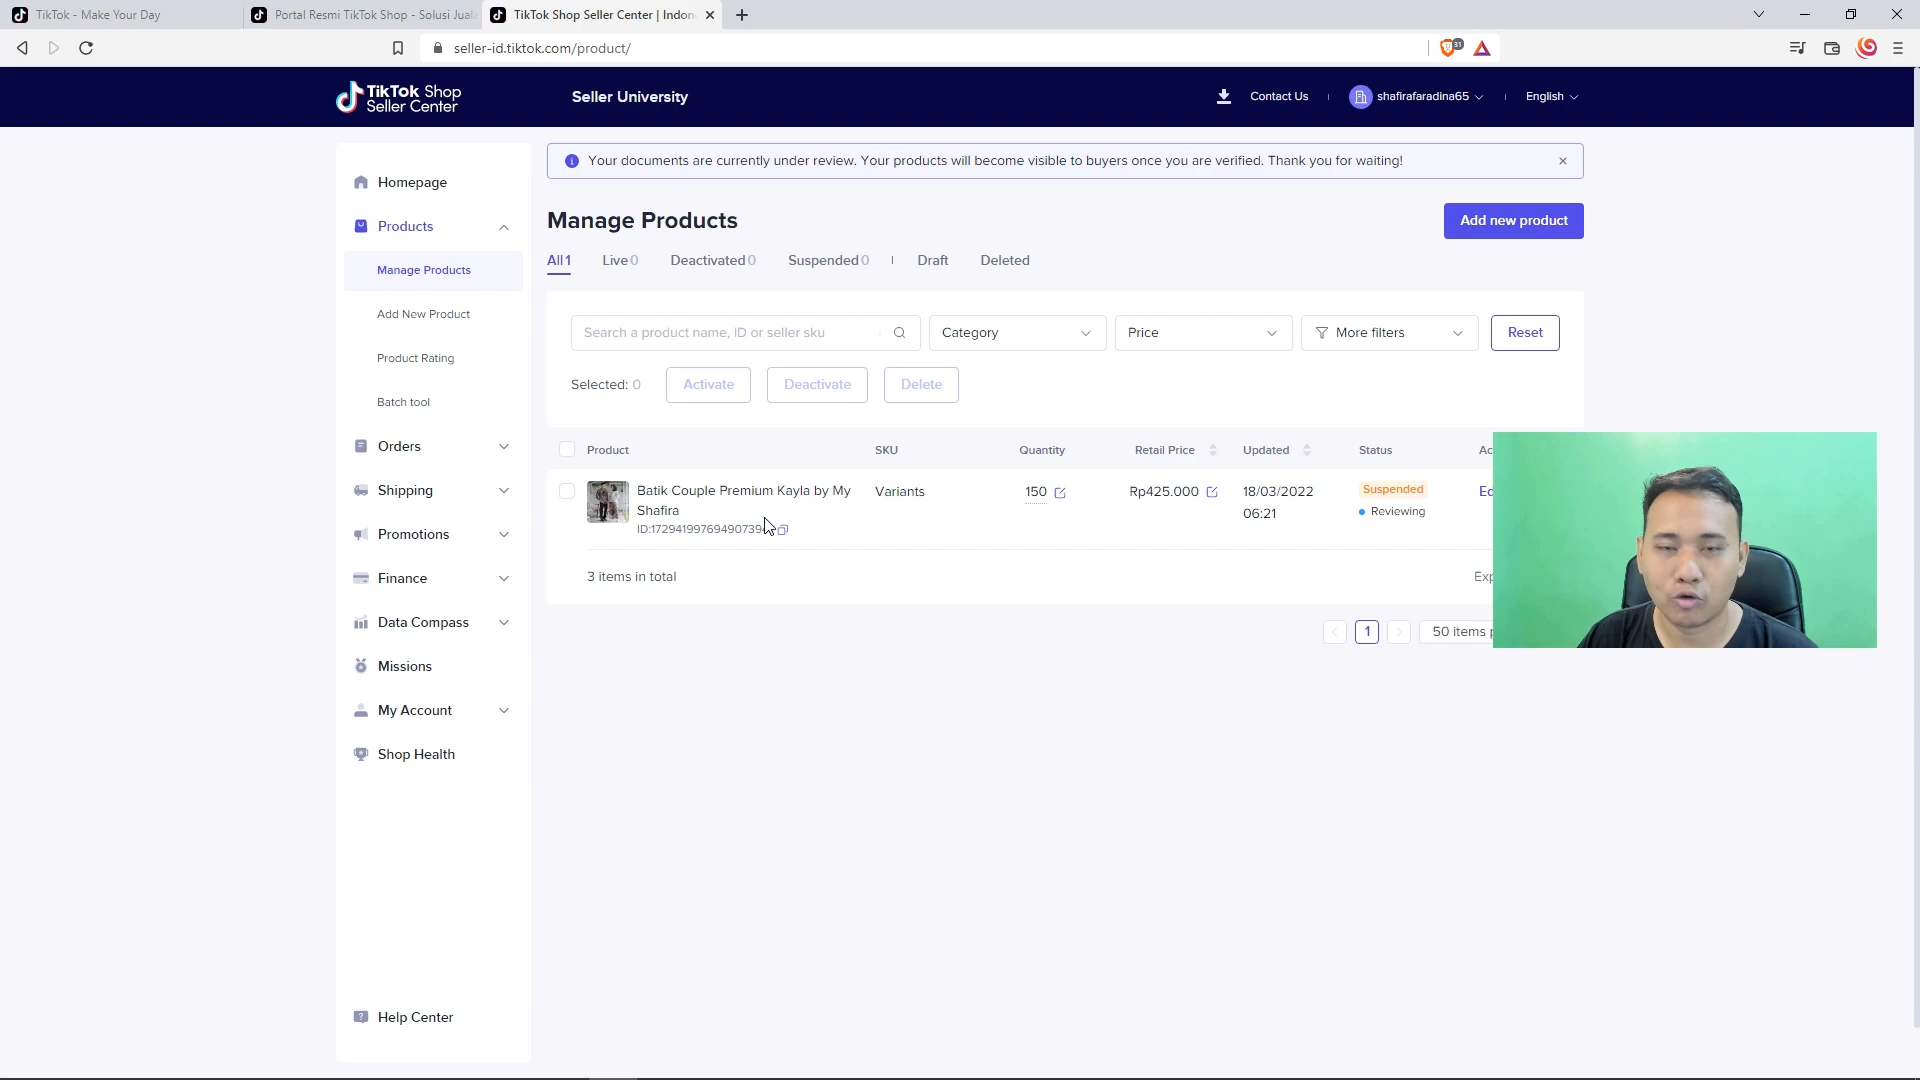 TikTok - Make Your Day
Portal Resmi TikTok Shop - Solusi Juala
TikTok Shop Seller Center | Indon
seller-id.tiktok.com/product/
31
TikTok Shop
Seller Center
Seller University
Contact Us
shafirafaradina65
English
Homepage
Products
Manage Products
Add New Product
Product Rating
Batch tool
Orders
Shipping
Promotions
Finance
Data Compass
Missions
My Account
Shop Health
Help Center
Your documents are currently under review. Your products will become visible to buyers once you are verified. Thank you for waiting!
Manage Products
Add new product
All 1
Live 0
Deactivated 0
Suspended 0
Draft
Deleted
Search a product name, ID or seller sku
Category
Price
More filters
Reset
Selected: 0
Activate
Deactivate
Delete
Product
SKU
Quantity
Retail Price
Updated
Status
Ac
Batik Couple Premium Kayla by My
Shafira
Variants
150
Rp425.000
18/03/2022
06:21
Suspended
Reviewing
Ed
3 items in total
Exp
1
50 items p